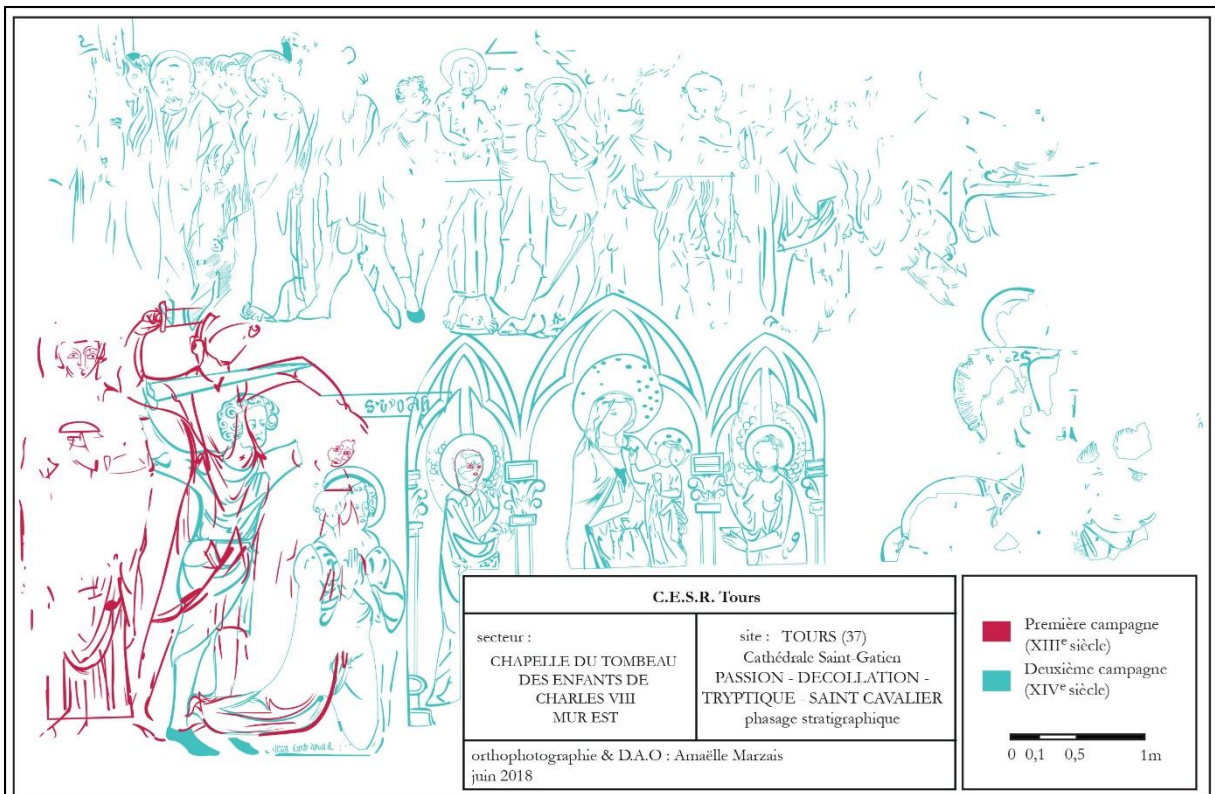 C.E.S.R. Tours
secteur :
CHAPELLE DU TOMBEAU
DES ENFANTS DE
CHARLES VIII
MUR EST
site : TOURS (37)
Cathédrale Saint-Gatien
PASSION - DECOLLATION -
TRYPTIQUE - SAINT CAVALIER
phasage stratigraphique
orthophotographie & D.A.O : Amaëlle Marzais
juin 2018
Première campagne
(XIIIe siècle)
Deuxième campagne
(XIVe siècle)
0 0,1 0,5 1m